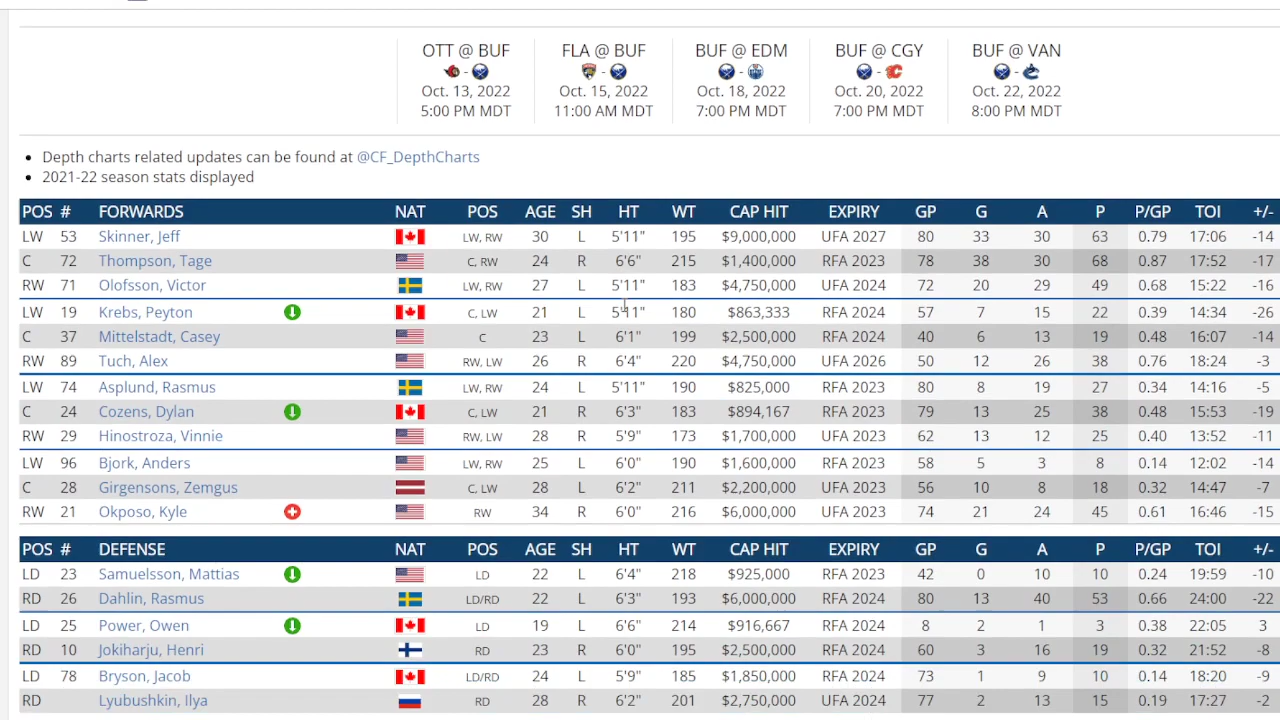 OTT @ BUF FLA @ BUF BUF @ EDM BUF @ CGY BUF @ VAN
- - - - -
Oct. 13, 2022 Oct. 15, 2022 Oct. 18, 2022 Oct. 20, 2022 Oct. 22, 2022
5:00 PM MDT 11:00 AM MDT 7:00 PM MDT 7:00 PM MDT 8:00 PM MDT
• Depth charts related updates can be found at @CF_DepthCharts
• 2021-22 season stats displayed
POS # FORWARDS NAT POS AGE SH HT WT CAP HIT EXPIRY GP G A P P/GP TOI +/-
LW 53 Skinner, Jeff LW, RW 30 L 5'11" 195 $9,000,000 UFA 2027 80 33 30 63 0.79 17:06 -14
C 72 Thompson, Tage C, RW 24 R 6'6" 215 $1,400,000 RFA 2023 78 38 30 68 0.87 17:52 -17
RW 71 Olofsson, Victor LW, RW 27 L 5'11" 183 $4,750,000 UFA 2024 72 20 29 49 0.68 15:22 -16
LW 19 Krebs, Peyton C, LW 21 L 5'11" 180 $863,333 RFA 2024 57 7 15 22 0.39 14:34 -26
C 37 Mittelstadt, Casey C 23 L 6'1" 199 $2,500,000 RFA 2024 40 6 13 19 0.48 16:07 -14
RW 89 Tuch, Alex RW, LW 26 R 6'4" 220 $4,750,000 UFA 2026 50 12 26 38 0.76 18:24 -3
LW 74 Asplund, Rasmus LW, RW 24 L 5'11" 190 $825,000 RFA 2023 80 8 19 27 0.34 14:16 -5
C 24 Cozens, Dylan C, LW 21 R 6'3" 183 $894,167 RFA 2023 79 13 25 38 0.48 15:53 -19
RW 29 Hinostroza, Vinnie RW, LW 28 R 5'9" 173 $1,700,000 UFA 2023 62 13 12 25 0.40 13:52 -11
LW 96 Bjork, Anders LW, RW 25 L 6'0" 190 $1,600,000 RFA 2023 58 5 3 8 0.14 12:02 -14
C 28 Girgensons, Zemgus C, LW 28 L 6'2" 211 $2,200,000 UFA 2023 56 10 8 18 0.32 14:47 -7
RW 21 Okposo, Kyle RW 34 R 6'0" 216 $6,000,000 UFA 2023 74 21 24 45 0.61 16:46 -15
POS # DEFENSE NAT POS AGE SH HT WT CAP HIT EXPIRY GP G A P P/GP TOI +/-
LD 23 Samuelsson, Mattias LD 22 L 6'4" 218 $925,000 RFA 2023 42 0 10 10 0.24 19:59 -10
RD 26 Dahlin, Rasmus LD/RD 22 L 6'3" 193 $6,000,000 RFA 2024 80 13 40 53 0.66 24:00 -22
LD 25 Power, Owen LD 19 L 6'6" 214 $916,667 RFA 2024 8 2 1 3 0.38 22:05 3
RD 10 Jokiharju, Henri RD 23 R 6'0" 195 $2,500,000 RFA 2024 60 3 16 19 0.32 21:52 -8
LD 78 Bryson, Jacob LD/RD 24 L 5'9" 185 $1,850,000 RFA 2024 73 1 9 10 0.14 18:20 -9
RD Lyubushkin, Ilya RD 28 R 6'2" 201 $2,750,000 UFA 2024 77 2 13 15 0.19 17:27 -2